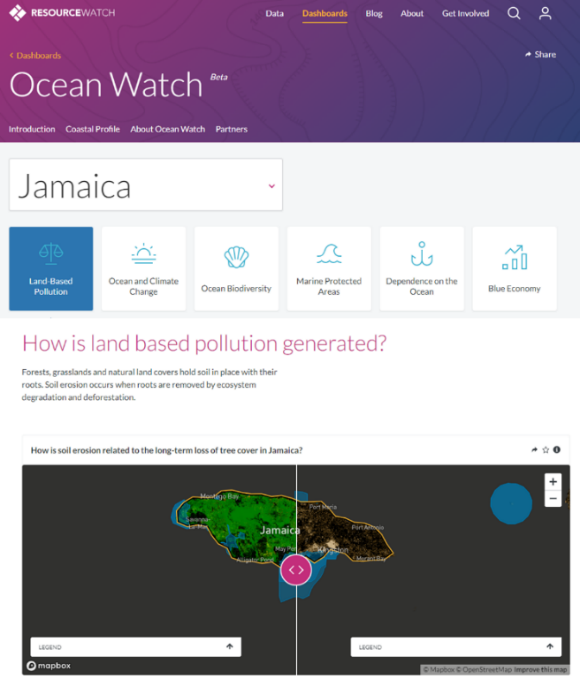 RESOURCEWATCH
Data Dashboards Blog About Get Involved
< Dashboards
Share
Ocean Watch Beta
Introduction Coastal Profile About Ocean Watch Partners
Jamaica
Land-Based
Pollution
Ocean and Climate
Change
Ocean Biodiversity
Marine Protected
Areas
Dependence on the
Ocean
Blue Economy
How is land based pollution generated?
Forests, grasslands and natural land covers hold soil in place with their
roots. Soil erosion occurs when roots are removed by ecosystem
degradation and deforestation.
How is soil erosion related to the long-term loss of tree cover in Jamaica?
Montego Bay
Port Maria
Jamaica
Port Antonio
May Pen
Kingston
Alligator Pond
Morant Bay
LEGEND
LEGEND
mapbox
© Mapbox © OpenStreetMap Improve this map